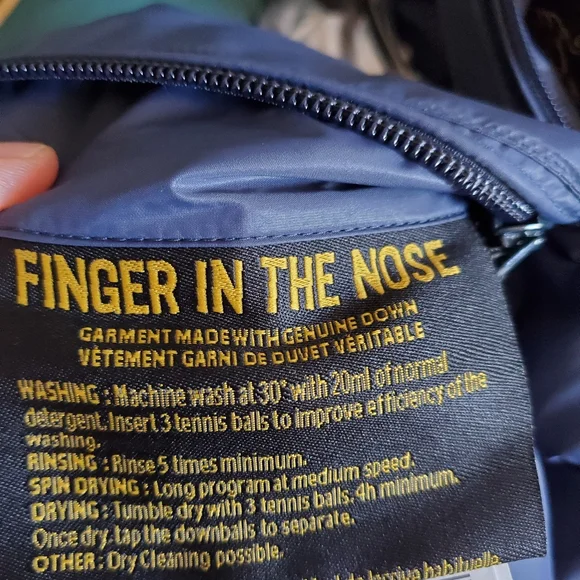 FINGER IN THE NOSE
GARMENT MADE WITH GENUINE DOWN
VÊTEMENT GARNI DE DUVET VÉRITABLE
WASHING : Machine wash at 30° with 20ml of normal
detergent. Insert 3 tennis balls to improve efficiency of the
washing.
RINSING : Rinse 5 times minimum.
SPIN DRYING : Long program at medium speed.
DRYING : Tumble dry with 3 tennis balls, 4h minimum.
Once dry, tap the downballs to separate.
OTHER : Dry Cleaning possible.
de lessive habituelle